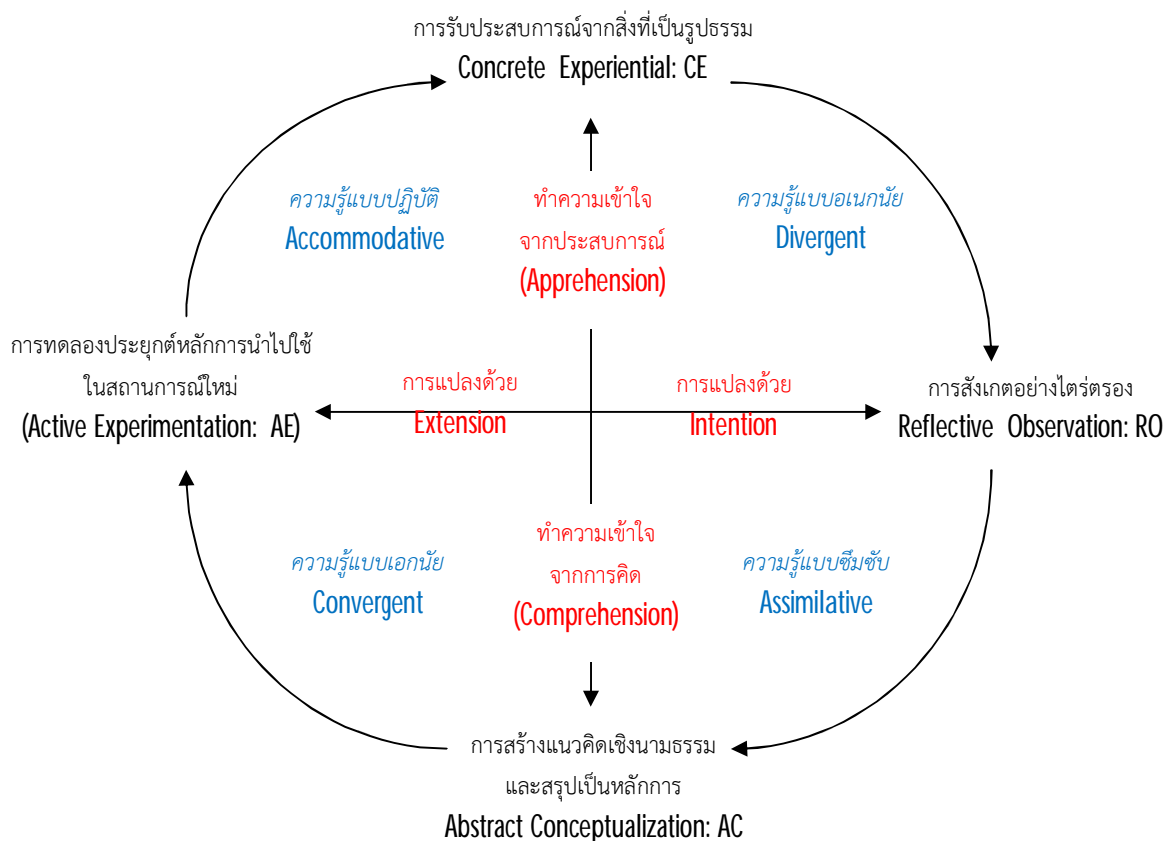 การรับประสบการณ์จากสิ่งที่เป็นรูปธรรม
Concrete Experiential: CE
ความรู้แบบปฏิบัติ
Accommodative
ทำความเข้าใจ
จากประสบการณ์
(Apprehension)
ความรู้แบบอเนกนัย
Divergent
การทดลองประยุกต์หลักการนำไปใช้
ในสถานการณ์ใหม่
(Active Experimentation: AE)
การแปลงด้วย
Extension
การแปลงด้วย
Intention
การสังเกตอย่างไตร่ตรอง
Reflective Observation: RO
ความรู้แบบเอกนัย
Convergent
ทำความเข้าใจ
จากการคิด
(Comprehension)
ความรู้แบบซึมซับ
Assimilative
การสร้างแนวคิดเชิงนามธรรม
และสรุปเป็นหลักการ
Abstract Conceptualization: AC